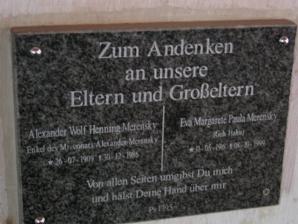 Zum Andenken
an unsere
Eltern und Großeltern
Alexander Wolf Henning Merensky
Enkel des Missionars Alexander Merensky
Eva Margarete Paula Merensky
Von allen Seiten umgibst Du mich
und hälst Deine Hand über mir